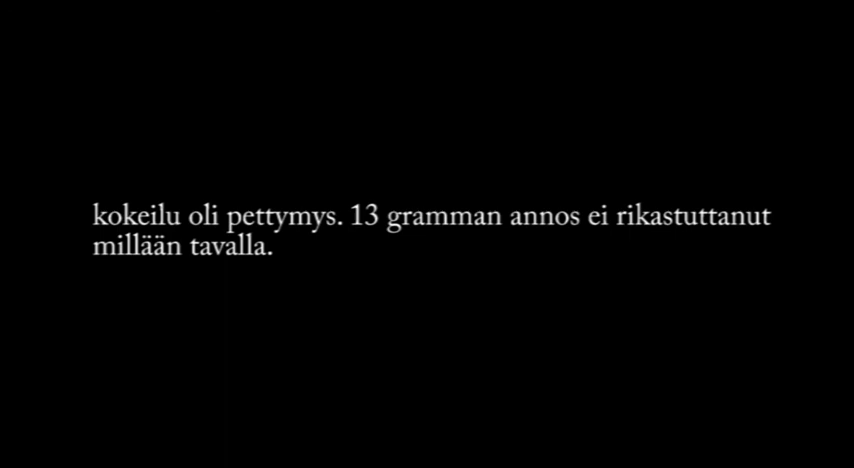 kokeilu oli pettymys. 13 gramman annos ei rikastuttanut
millään tavalla.